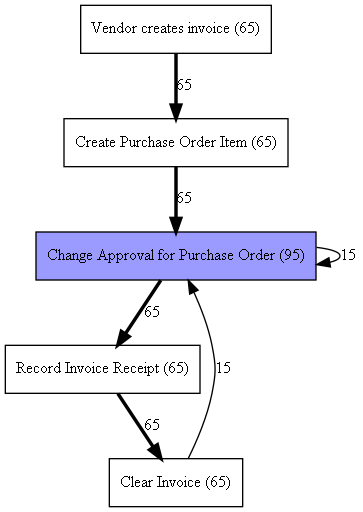 Vendor creates invoice (65)
65
Create Purchase Order Item (65)
65
Change Approval for Purchase Order (95)
15
65
Record Invoice Receipt (65)
15
65
Clear Invoice (65)